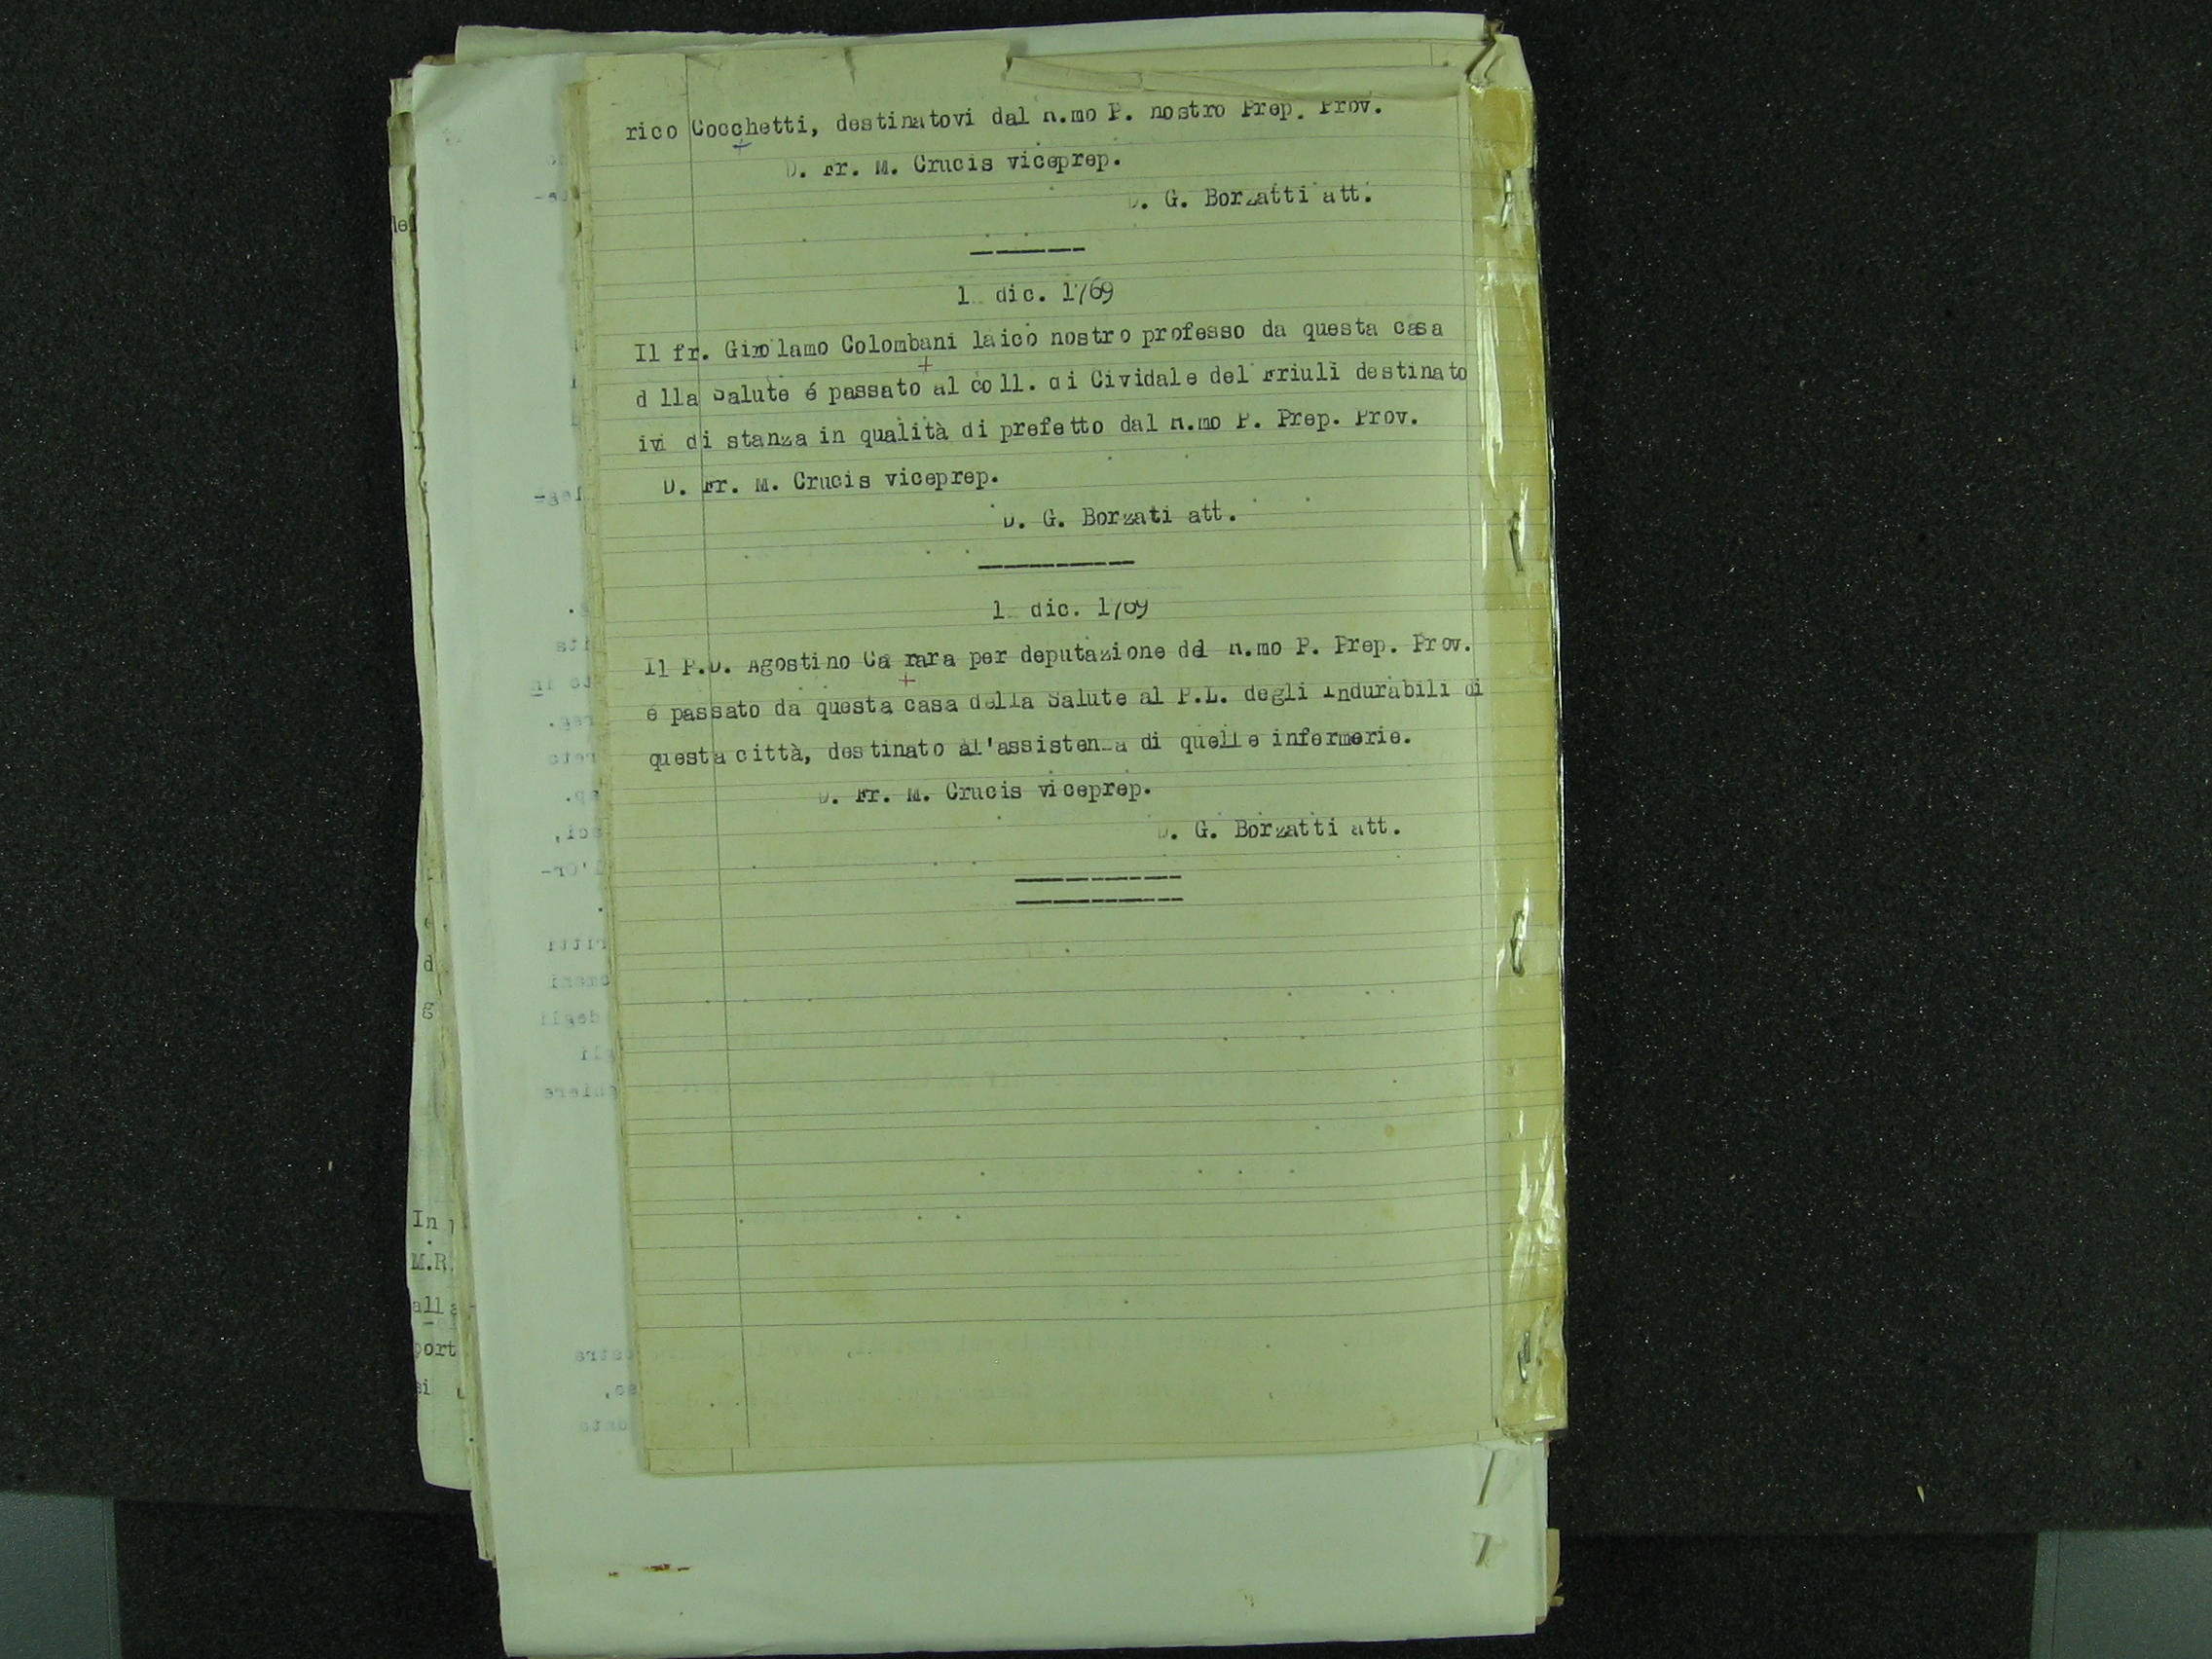 rico Cocchetti, destinatovi dal R.mo P. nostro Prep. Prov.
D. Fr. M. Crucis viceprep.
D. G. Borzatti att.
-------
1 dic. 1769
Il fr. Girolamo Colombani laico nostro professo da questa casa
d lla Salute é passato al coll. di Cividale del Friuli destinato
ivi di stanza in qualità di prefetto dal R.mo P. Prep. Prov.
D. Fr. M. Crucis viceprep.
D. G. Borzati att.
----------
1 dic. 1769
Il P.D. Agostino Ca rara per deputazione del R.mo P. Prep. Prov.
é passato da questa casa della Salute al P.L. degli Indurabili di
questa città, destinato al'assistenza di quelle infermerie.
D. Fr. M. Crucis viceprep.
D. G. Borzatti att.
In
M.R.
port
si